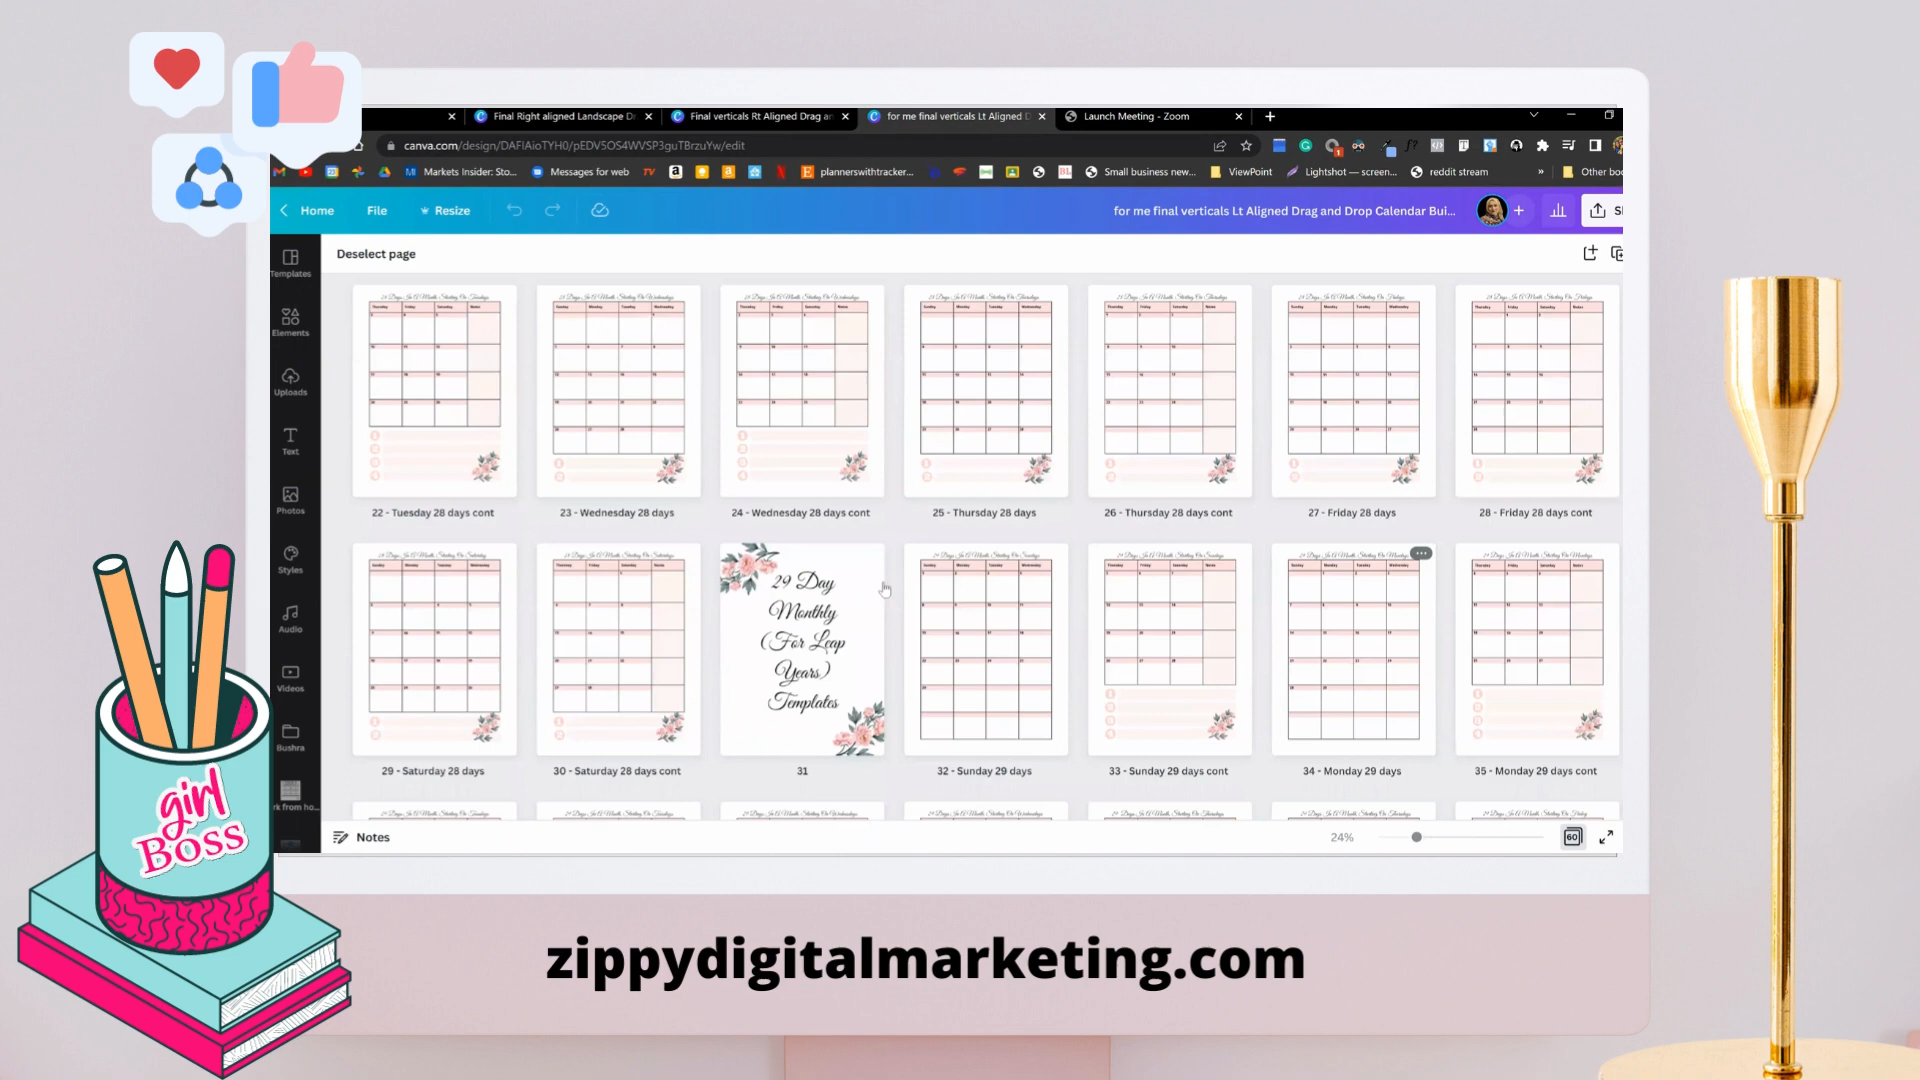 Final Right aligned Landscape Dr
Final verticals Rt Aligned Drag an
for me final verticals Lt Aligned D
Launch Meeting - Zoom
canva.com/design/DAFIAioTYH0/pEDV5OS4WVSP3guTBrzuYw/edit
Markets Insider: Sto...
Messages for web
TV
plannerswithtracker...
Small business new...
ViewPoint
Lightshot — screen...
reddit stream
Other boo
Home
File
Resize
for me final verticals Lt Aligned Drag and Drop Calendar Bui...
Deselect page
Templates
Elements
Uploads
Text
Photos
Styles
Audio
Videos
Bushra
rk from ho...
22 - Tuesday 28 days cont
23 - Wednesday 28 days
24 - Wednesday 28 days cont
25 - Thursday 28 days
26 - Thursday 28 days cont
27 - Friday 28 days
28 - Friday 28 days cont
29 Day
Monthly
(For Leap
Years)
Templates
29 - Saturday 28 days
30 - Saturday 28 days cont
31
32 - Sunday 29 days
33 - Sunday 29 days cont
34 - Monday 29 days
35 - Monday 29 days cont
Notes
24%
60
girl
BOSS
zippydigitalmarketing.com